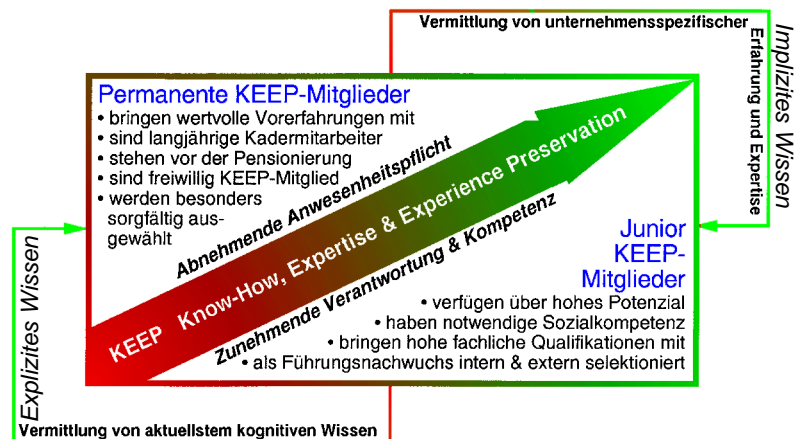 Vermittlung von unternehmensspezifischer
Erfahrung und Expertise
Implizites Wissen
Permanente KEEP-Mitglieder
• bringen wertvolle Vorerfahrungen mit
• sind langjährige Kadermitarbeiter
• stehen vor der Pensionierung
• sind freiwillig KEEP-Mitglied
• werden besonders
sorgfältig aus-
gewählt
Abnehmende Anwesenheitspflicht
KEEP Know-How, Expertise & Experience Preservation
Zunehmende Verantwortung & Kompetenz
Junior
KEEP-
Mitglieder
• verfügen über hohes Potenzial
• haben notwendige Sozialkompetenz
• bringen hohe fachliche Qualifikationen mit
• als Führungsnachwuchs intern & extern selektioniert
Explizites Wissen
Vermittlung von aktuellstem kognitiven Wissen